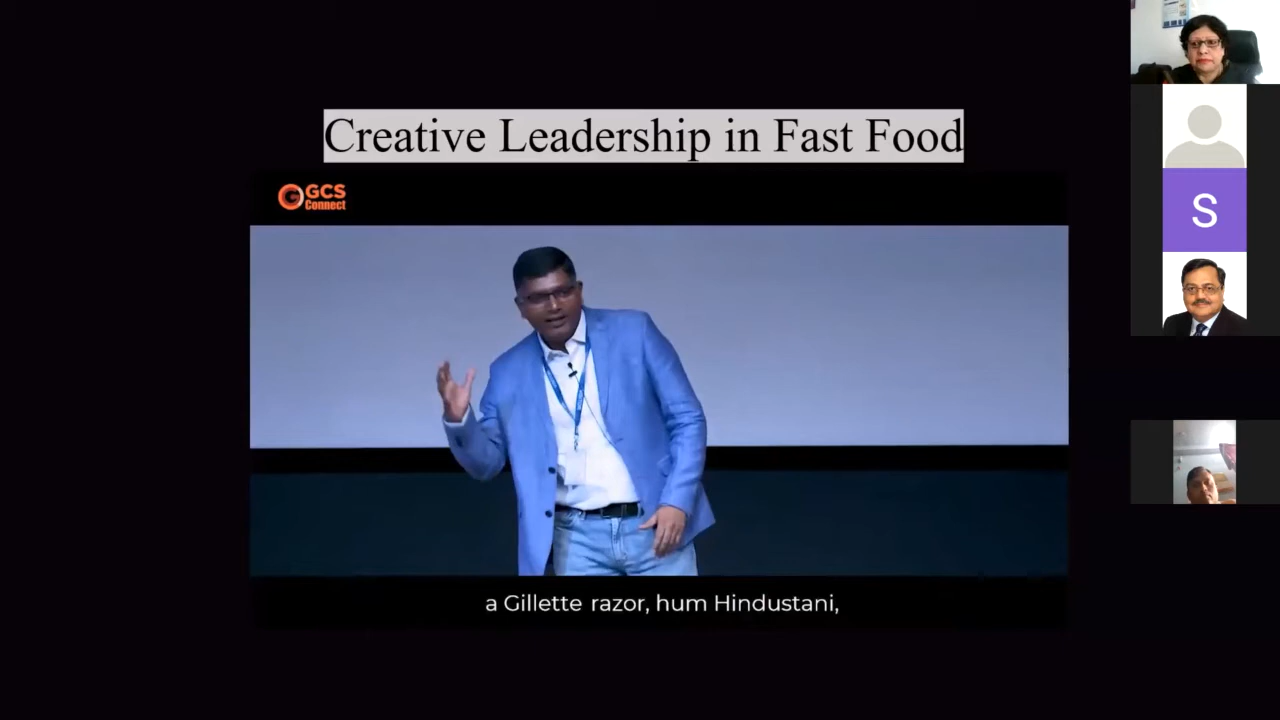 Creative Leadership in Fast Food
GCS
Connect
S
a Gillette razor, hum Hindustani,